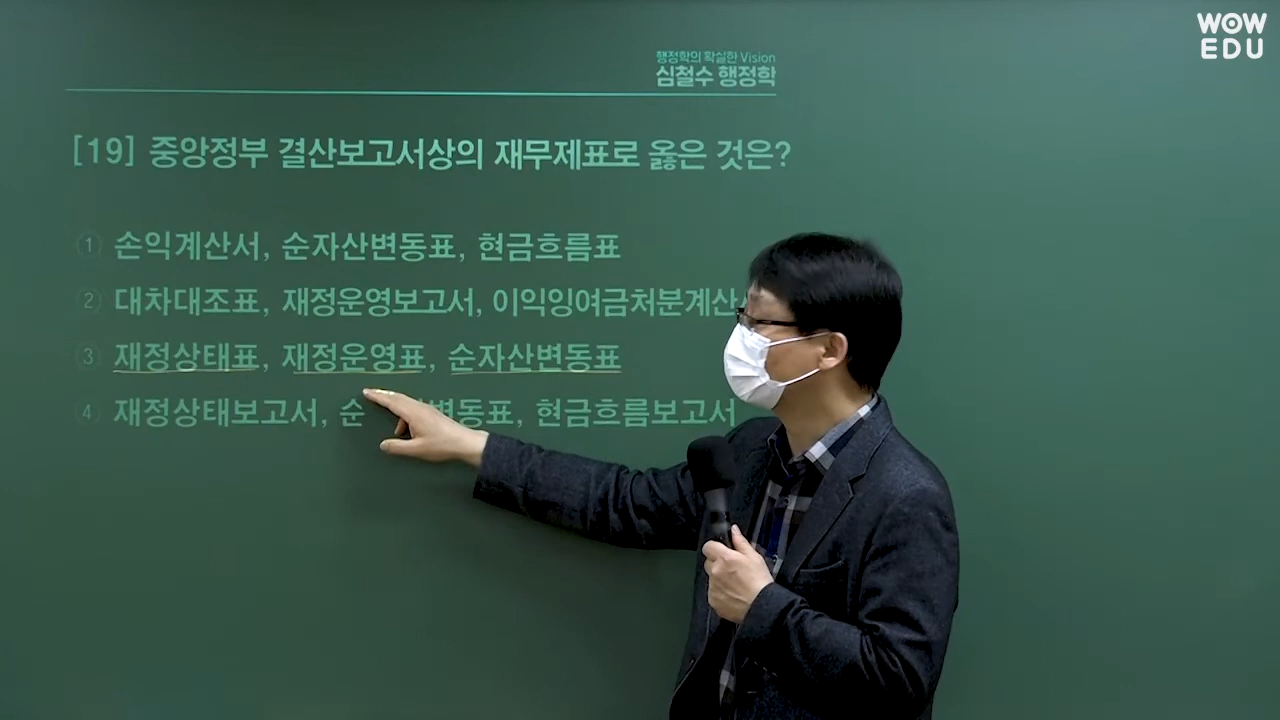 WOW
EDU
행정학의 확실한 Vision
심철수 행정학
[19] 중앙정부 결산보고서상의 재무제표로 옳은 것은?
① 손익계산서, 순자산변동표, 현금흐름표
② 대차대조표, 재정운영보고서, 이익잉여금처분계산
③ 재정상태표, 재정운영표, 순자산변동표
④ 재정상태보고서, 순 변동표, 현금흐름보고서